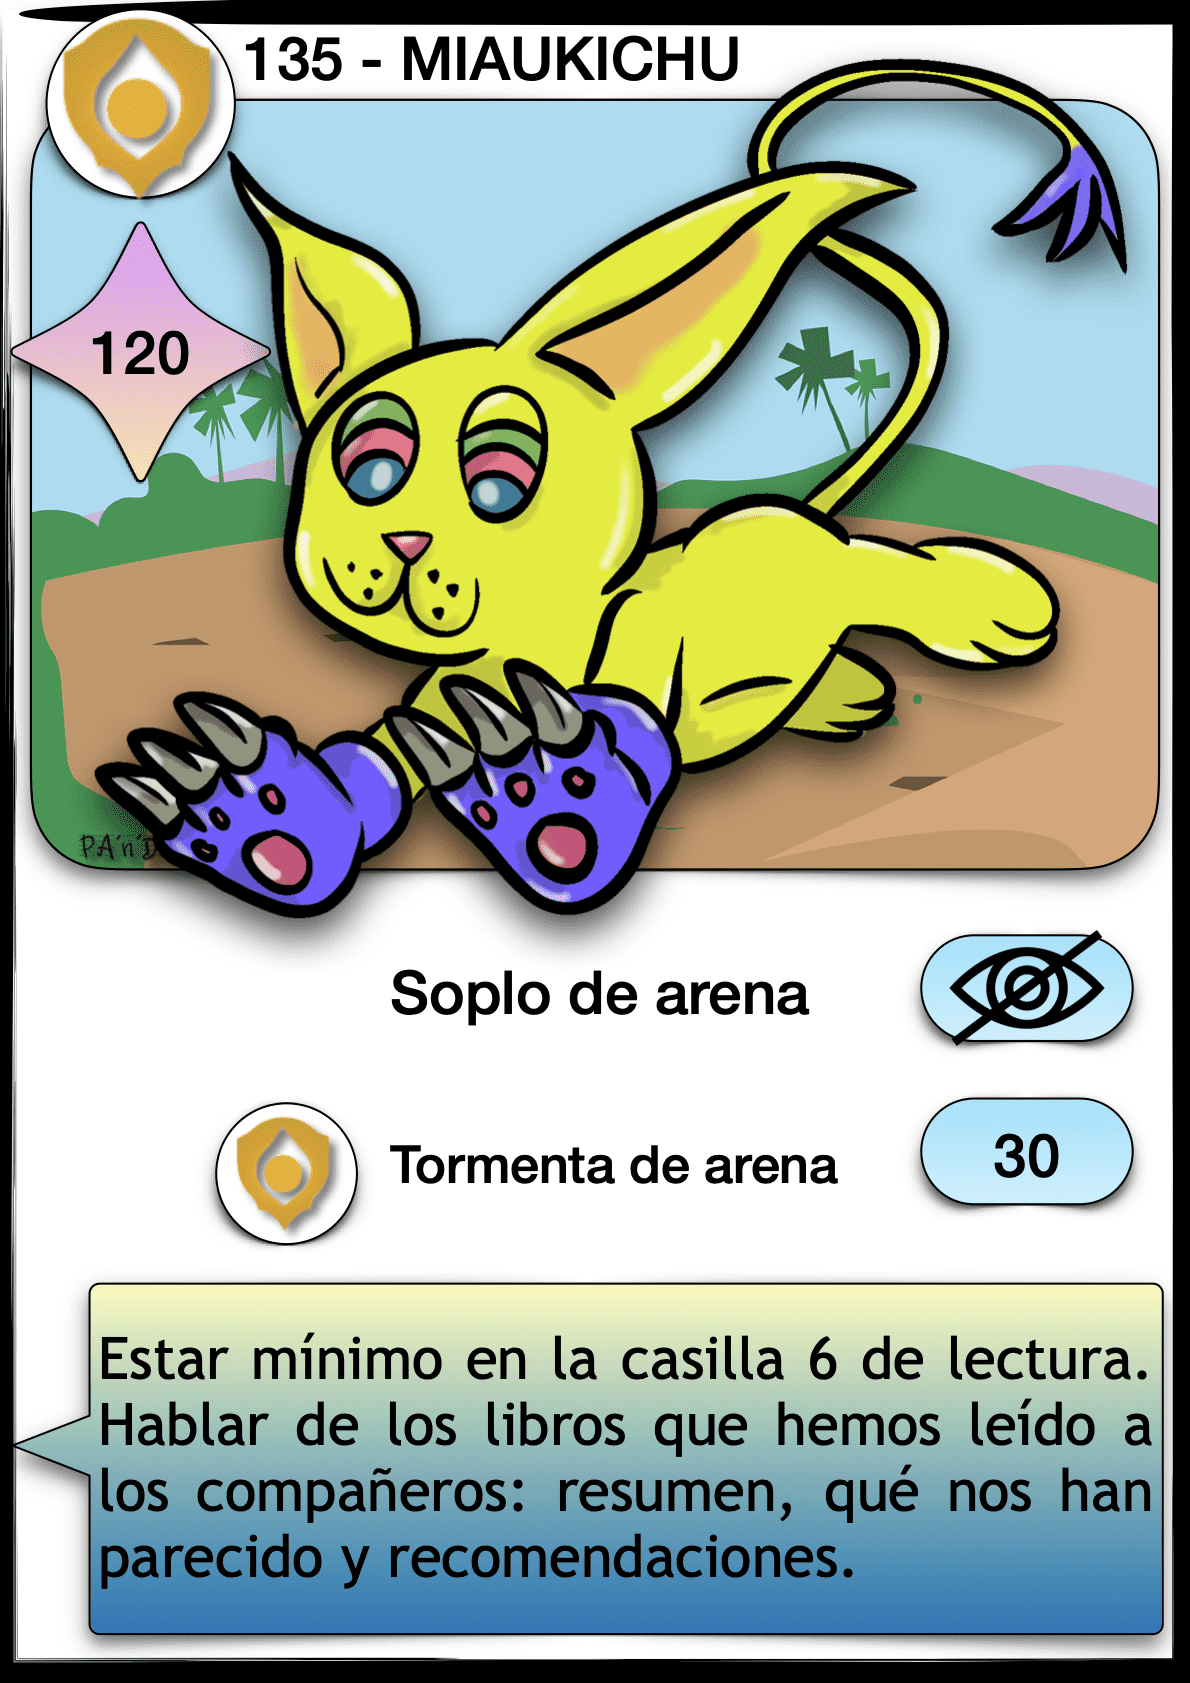 135 - MIAUKICHU
120
Soplo de arena
Tormenta de arena
30
Estar mínimo en la casilla 6 de lectura.
Hablar de los libros que hemos leído a
los compañeros: resumen, qué nos han
parecido y recomendaciones.